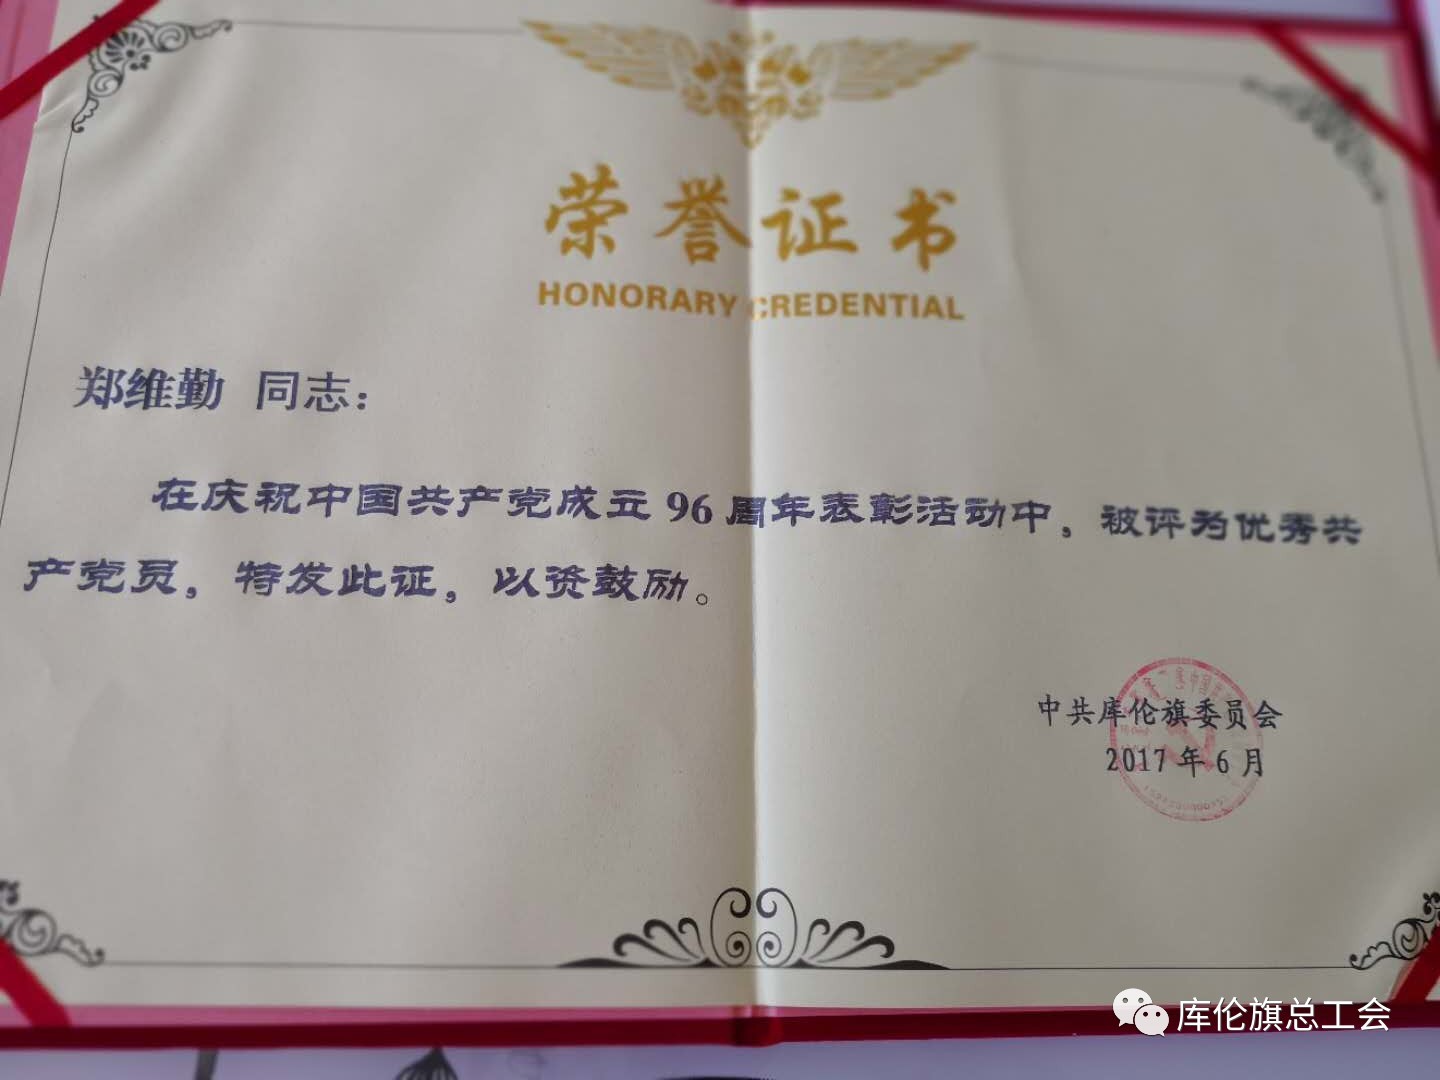 荣誉证书
HONORARY CREDENTIAL
郑维勤 同志：
在庆祝中国共产党成立96周年表彰活动中，被评为优秀共
产党员，特发此证，以资鼓励。
中共库伦旗委员会
2017年6月
库伦旗总工会